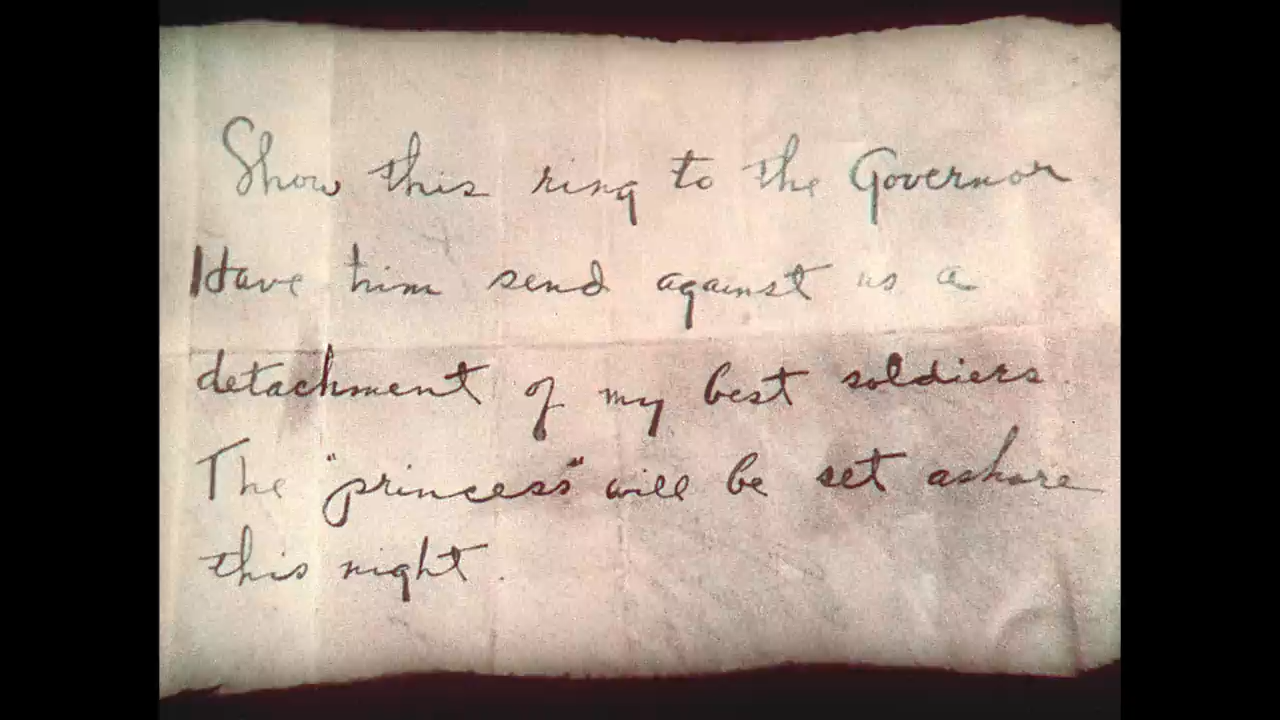 Show this ring to the Governor
Have him send against us a
detachment of my best soldiers.
The "princess" will be set ashore
this night.